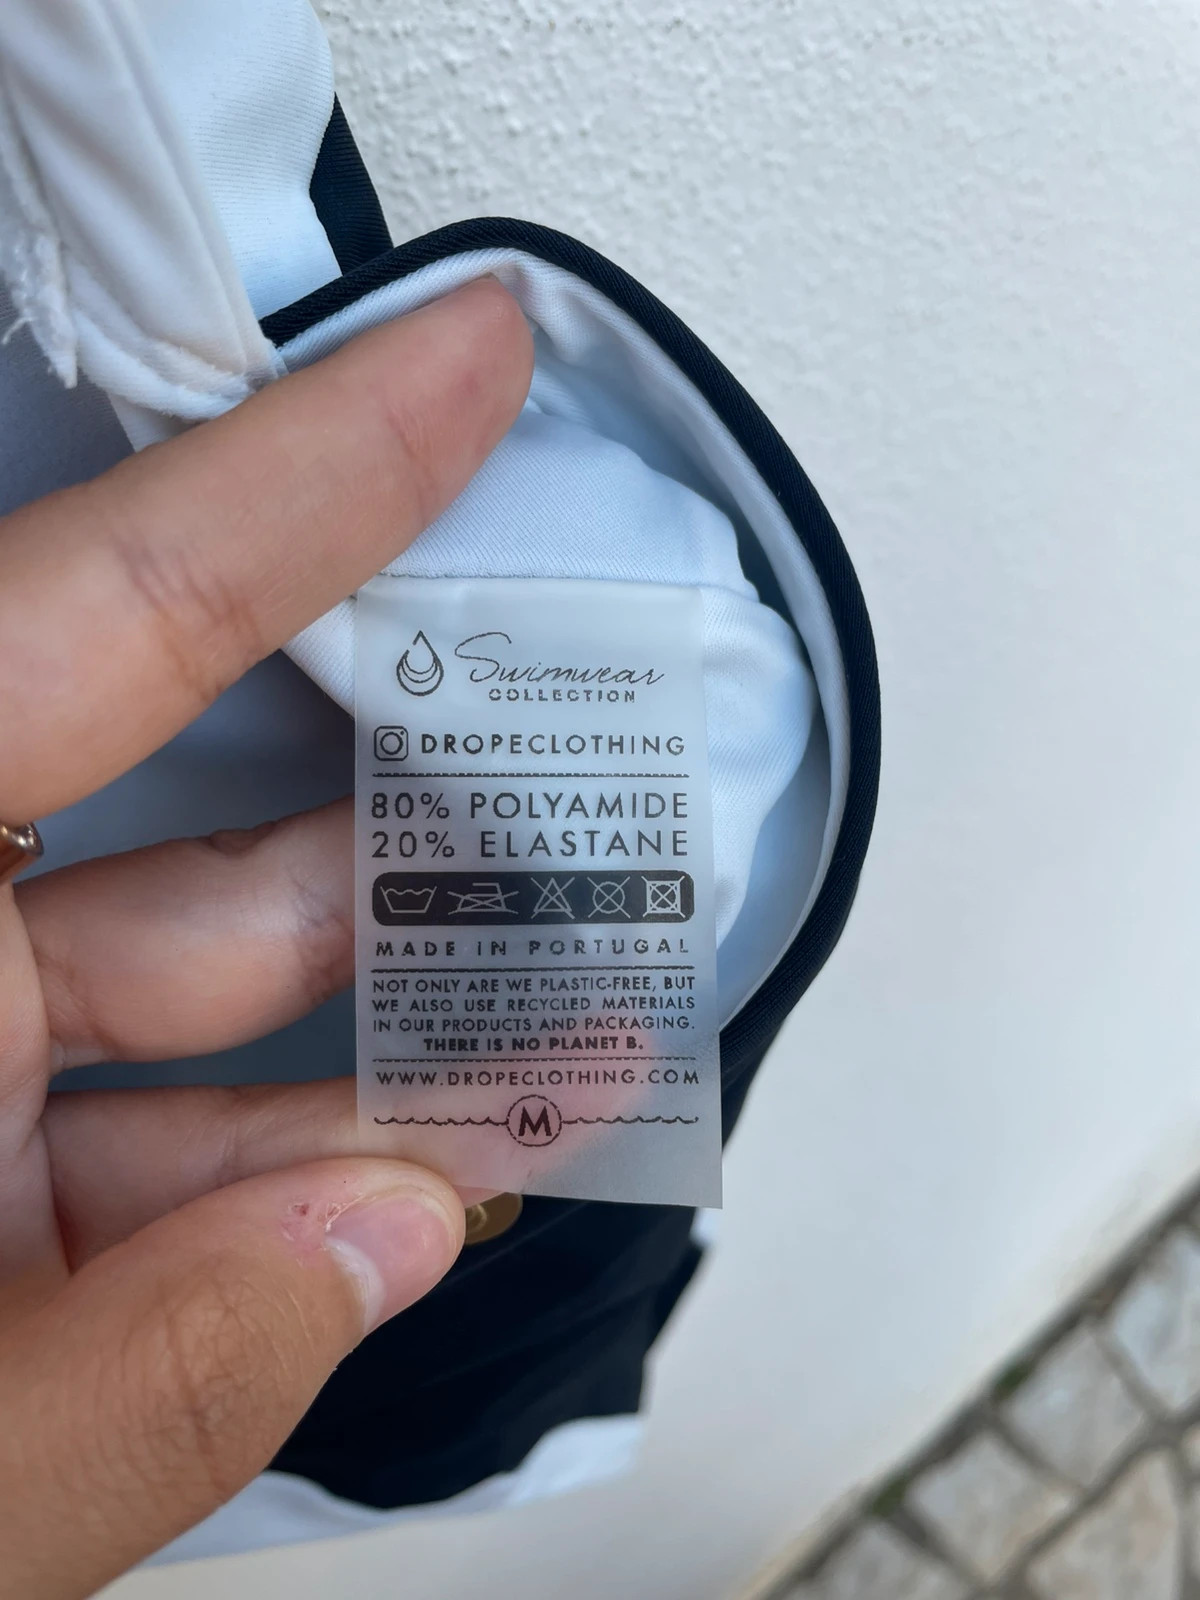 Swimwear
COLLECTION
DROPECLOTHING
80% POLYAMIDE
20% ELASTANE
MADE IN PORTUGAL
NOT ONLY ARE WE PLASTIC-FREE, BUT
WE ALSO USE RECYCLED MATERIALS
IN OUR PRODUCTS AND PACKAGING.
THERE IS NO PLANET B.
WWW.DROPECLOTHING.COM
M